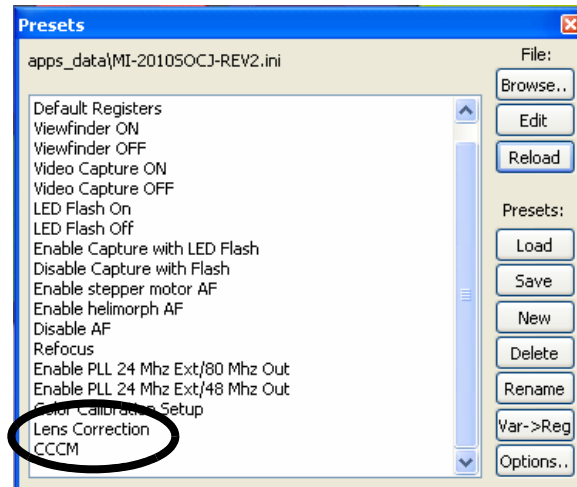 Presets
apps_data\MI-2010SOCJ-REV2.ini
Default Registers
Viewfinder ON
Viewfinder OFF
Video Capture ON
Video Capture OFF
LED Flash On
LED Flash Off
Enable Capture with LED Flash
Disable Capture with Flash
Enable stepper motor AF
Enable helimorph AF
Disable AF
Refocus
Enable PLL 24 Mhz Ext/80 Mhz Out
Enable PLL 24 Mhz Ext/48 Mhz Out
Color Calibration Setup
Lens Correction
CCCM
File:
Browse..
Edit
Reload
Presets:
Load
Save
New
Delete
Rename
Var->Reg
Options..